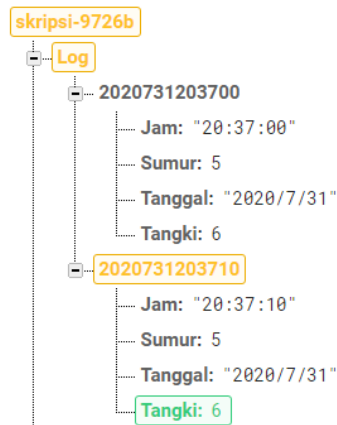 skripsi-9726b
Log
2020731203700
Jam: "20:37:00"
Sumur: 5
Tanggal: "2020/7/31"
Tangki: 6
2020731203710
Jam: "20:37:10"
Sumur: 5
Tanggal: "2020/7/31"
Tangki: 6